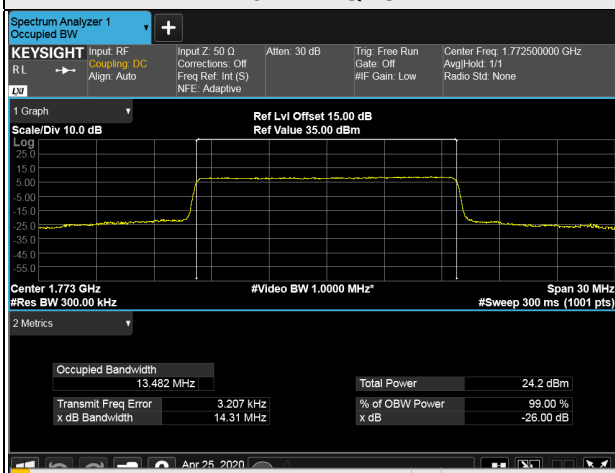 Spectrum Analyzer 1
Occupied BW
KEYSIGHT
RL
LXI
Input: RF
Coupling: DC
Align: Auto
Input Z: 50 Ω
Corrections: Off
Freq Ref: Int (S)
NFE: Adaptive
Atten: 30 dB
Trig: Free Run
Gate: Off
#IF Gain: Low
Center Freq: 1.772500000 GHz
Avg|Hold: 1/1
Radio Std: None
1 Graph
Scale/Div 10.0 dB
Ref Lvl Offset 15.00 dB
Ref Value 35.00 dBm
Log
25.0
15.0
5.00
-5.00
-15.0
-25.0
-35.0
-45.0
-55.0
Center 1.773 GHz
#Res BW 300.00 kHz
#Video BW 1.0000 MHz*
Span 30 MHz
#Sweep 300 ms (1001 pts)
2 Metrics
Occupied Bandwidth
13.482 MHz
Total Power 24.2 dBm
Transmit Freq Error 3.207 kHz
% of OBW Power 99.00 %
x dB Bandwidth 14.31 MHz
x dB -26.00 dB
Apr 25, 2020